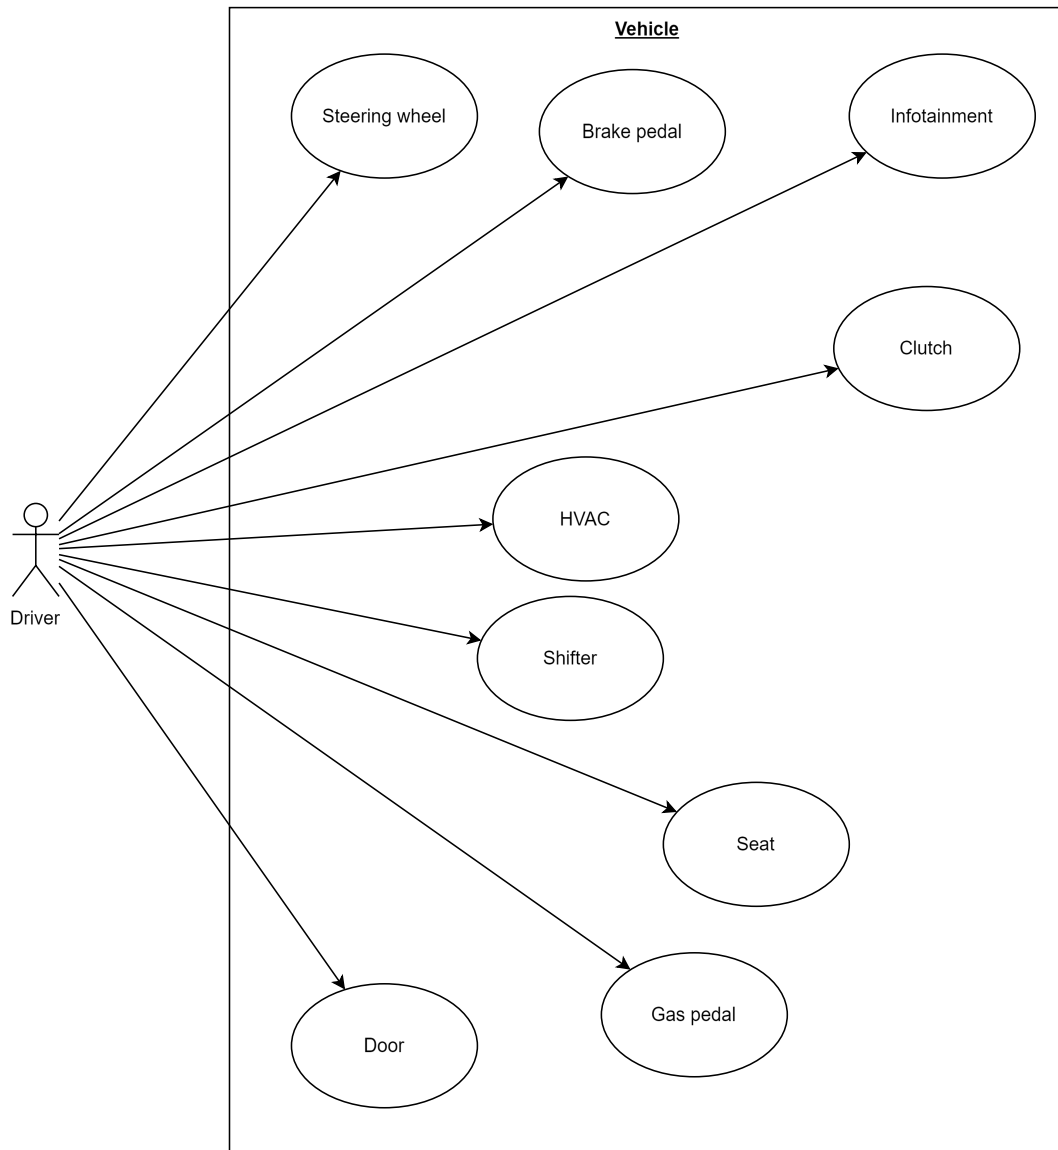 Vehicle
Steering wheel
Brake pedal
Infotainment
Clutch
HVAC
Driver
Shifter
Seat
Gas pedal
Door